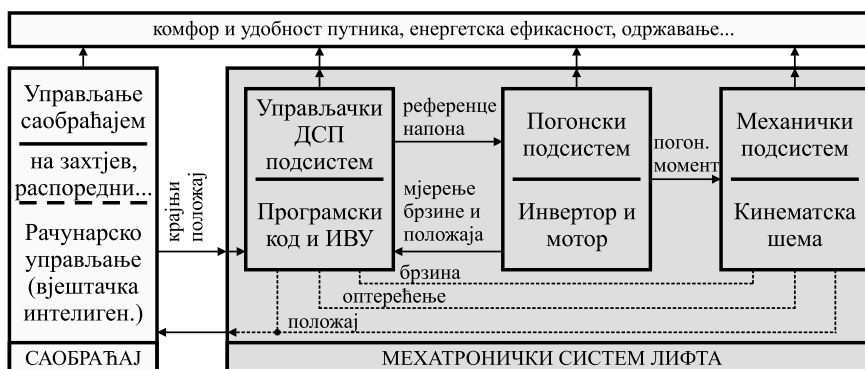 комфор и удобност путника, енергетска ефикасност, одржавање...
Управљање
саобраћајем
на захтјев,
распоредни...
Рачунарско
управљање
(вјештачка
интелиген.)
САОБРАЋАЈ
крајњи
положај
Управљачки
ДСП
подсистем
Програмски
код и ИВУ
референце
напона
мјерење
брзине и
положаја
Погонски
подсистем
Инвертор и
мотор
погон.
момент
Механички
подсистем
Кинематска
шема
брзина
оптерећење
положај
МЕХАТРОНИЧКИ СИСТЕМ ЛИФТА